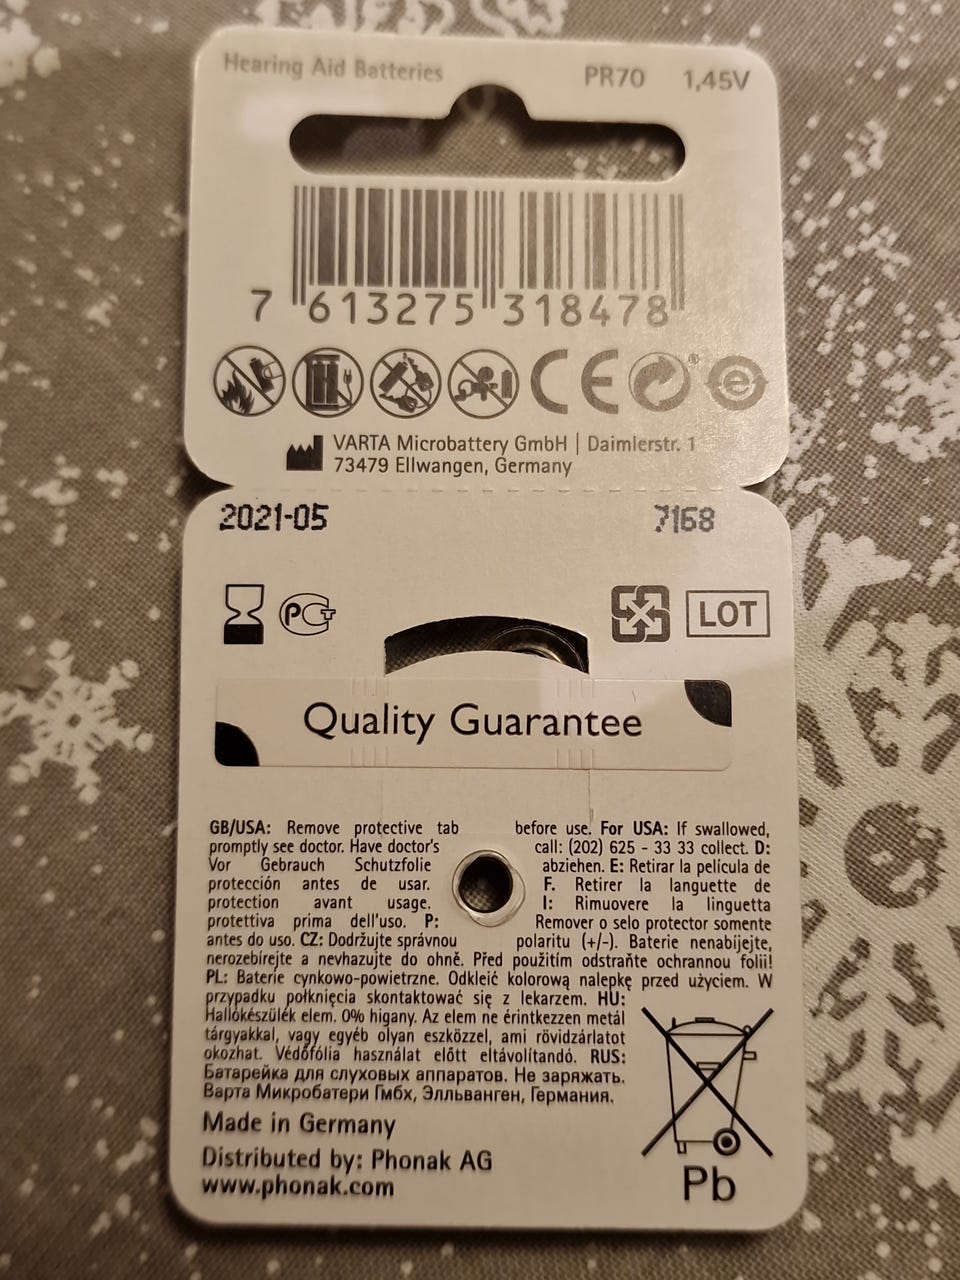 Hearing Aid Batteries PR70 1,45V
7 613275 318478
CE ® e
VARTA Microbattery GmbH | Daimlerstr. 1
73479 Ellwangen, Germany
2021-05 7168
РСТ LOT
Quality Guarantee
GB/USA: Remove protective tab before use. For USA: If swallowed,
promptly see doctor. Have doctor's call: (202) 625 - 33 33 collect. D:
Vor Gebrauch Schutzfolie abziehen. E: Retirar la película de
protección antes de usar. F. Retirer la languette de
protection avant usage. I: Rimuovere la linguetta
protettiva prima dell'uso. P: Remover o selo protector somente
antes do uso. CZ: Dodržujte správnou polaritu (+/-). Baterie nenabíjejte,
nerozebírejte a nevhazujte do ohně. Před použitím odstraňte ochrannou folii!
PL: Baterie cynkowo-powietrzne. Odkleić kolorową nalepkę przed użyciem. W
przypadku połknięcia skontaktować się z lekarzem. HU:
Hallókészülék elem. 0% higany. Az elem ne érintkezzen metál
tárgyakkal, vagy egyéb olyan eszközzel, ami rövidzárlatot
okozhat. Védőfólia használat előtt eltávolítandó. RUS:
Батарейка для слуховых аппаратов. Не заряжать.
Варта Микробатери Гмбх, Элльванген, Германия.
Made in Germany
Distributed by: Phonak AG
www.phonak.com
Pb